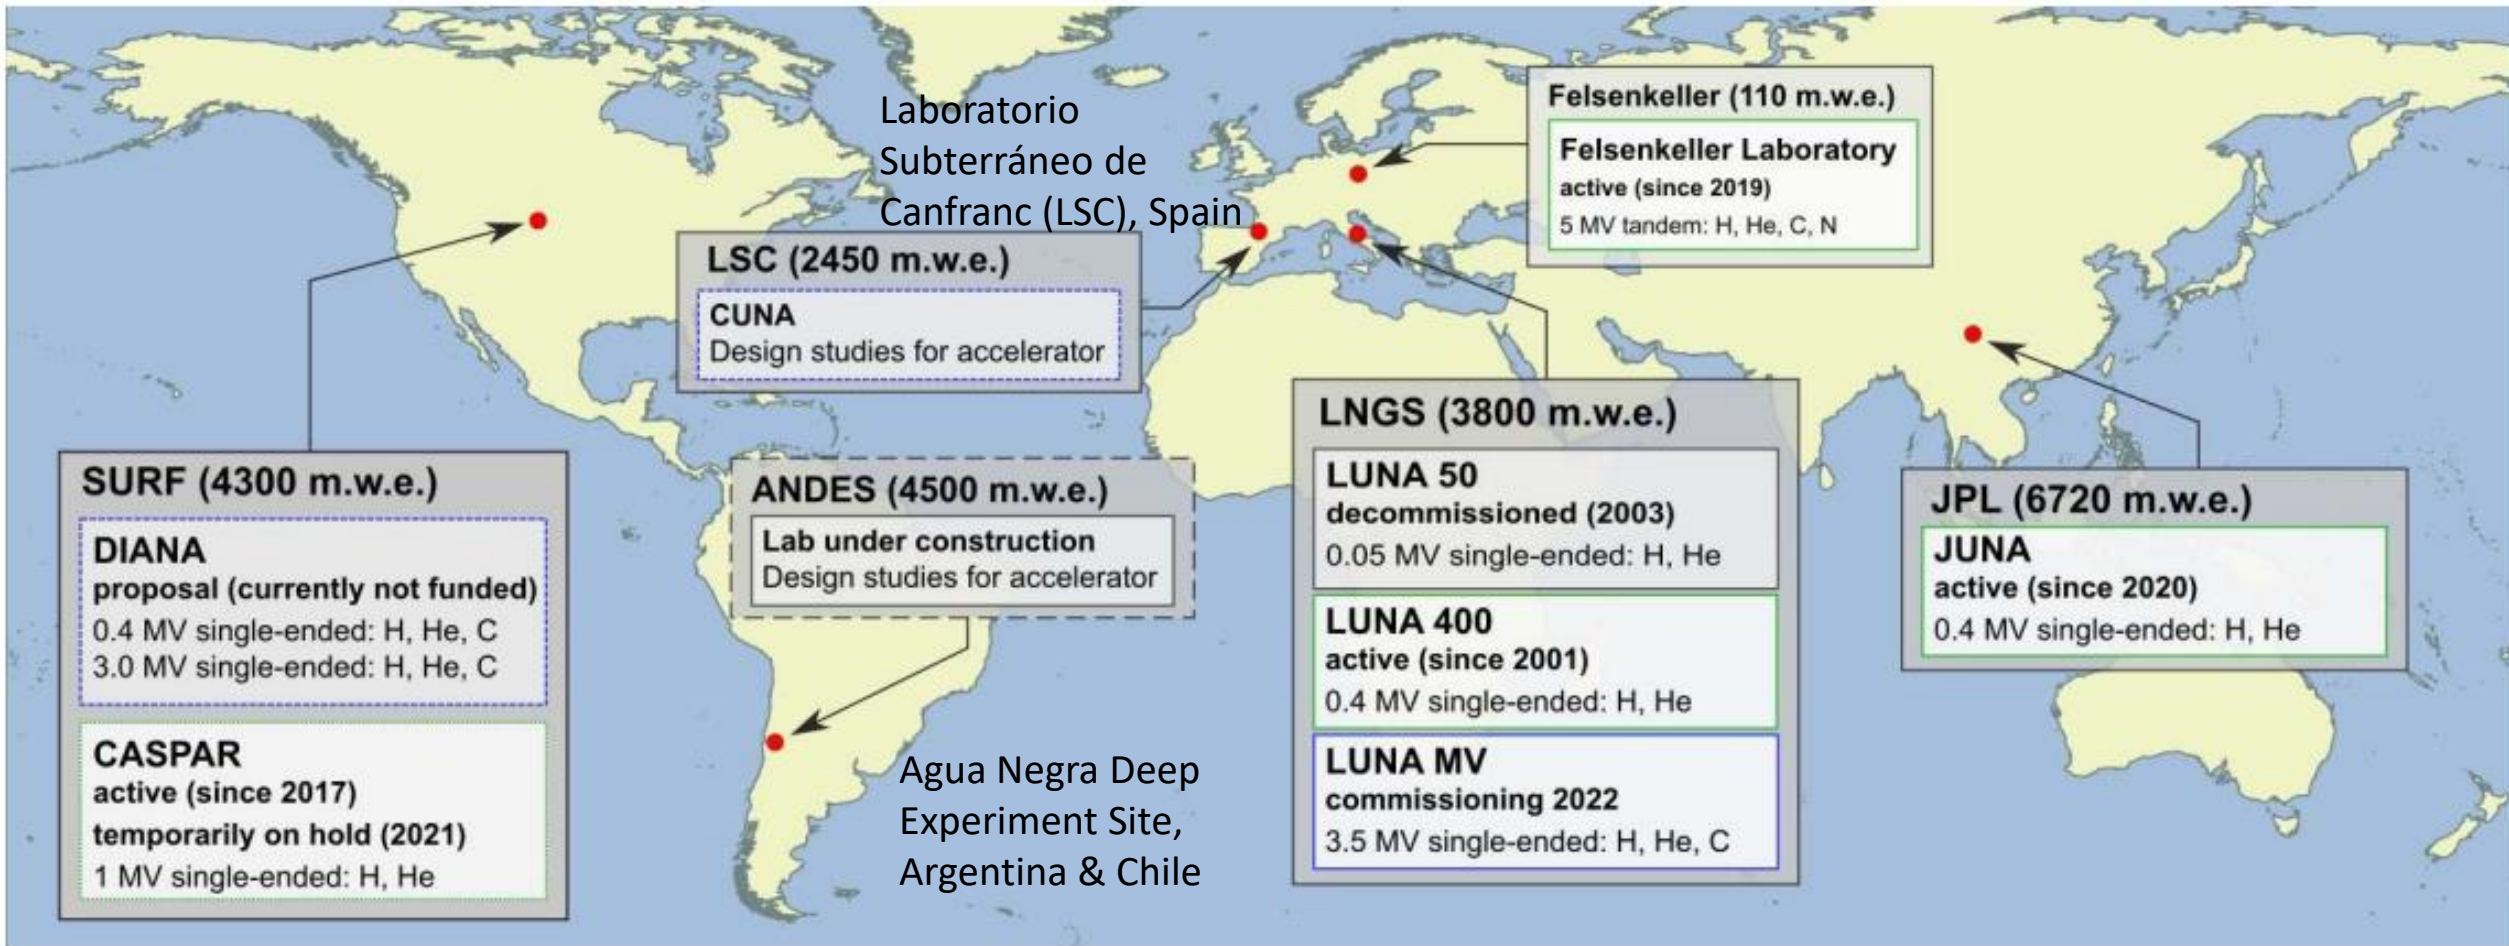 Laboratorio
Subterráneo de
Canfranc (LSC), Spain
Felsenkeller (110 m.w.e.)
Felsenkeller Laboratory
active (since 2019)
5 MV tandem: H, He, C, N
LSC (2450 m.w.e.)
CUNA
Design studies for accelerator
SURF (4300 m.w.e.)
DIANA
proposal (currently not funded)
0.4 MV single-ended: H, He, C
3.0 MV single-ended: H, He, C
CASPAR
active (since 2017)
temporarily on hold (2021)
1 MV single-ended: H, He
ANDES (4500 m.w.e.)
Lab under construction
Design studies for accelerator
Agua Negra Deep
Experiment Site,
Argentina & Chile
LNGS (3800 m.w.e.)
LUNA 50
decommissioned (2003)
0.05 MV single-ended: H, He
LUNA 400
active (since 2001)
0.4 MV single-ended: H, He
LUNA MV
commissioning 2022
3.5 MV single-ended: H, He, C
JPL (6720 m.w.e.)
JUNA
active (since 2020)
0.4 MV single-ended: H, He